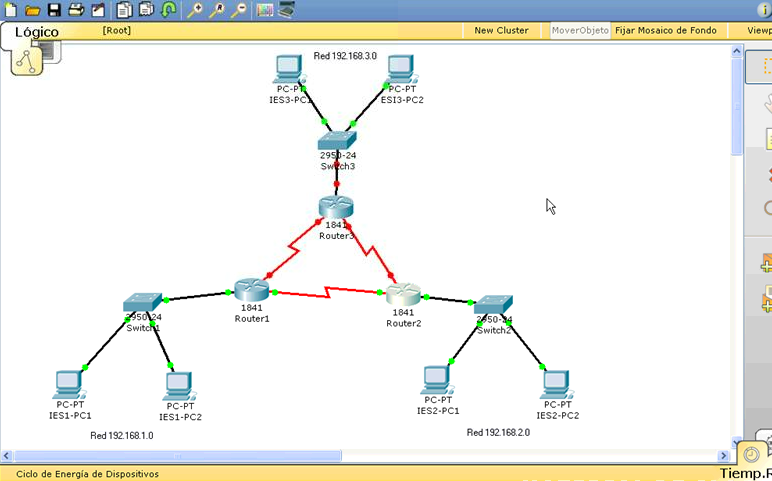 Lógico
[Root]
New Cluster
MoverObjeto
Fijar Mosaico de Fondo
Viewp
Red 192.168.3.0
PC-PT
IES3-PC1
PC-PT
ESI3-PC2
2950-24
Switch3
1841
Router3
1841
Router1
1841
Router2
2950-24
Switch1
2950-24
Switch2
PC-PT
IES1-PC1
PC-PT
IES1-PC2
PC-PT
IES2-PC1
PC-PT
IES2-PC2
Red 192.168.1.0
Red 192.168.2.0
Ciclo de Energía de Dispositivos
Tiemp.R